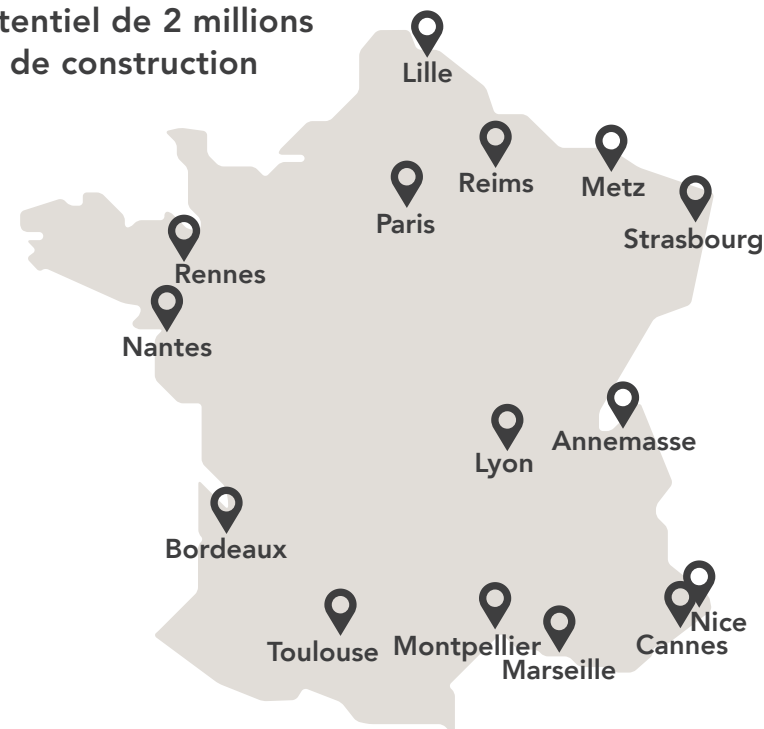 tentiel de 2 millions
de construction
Lille
Reims
Metz
Paris
Strasbourg
Rennes
Nantes
Annemasse
Lyon
Bordeaux
Nice
Cannes
Toulouse
Montpellier
Marseille